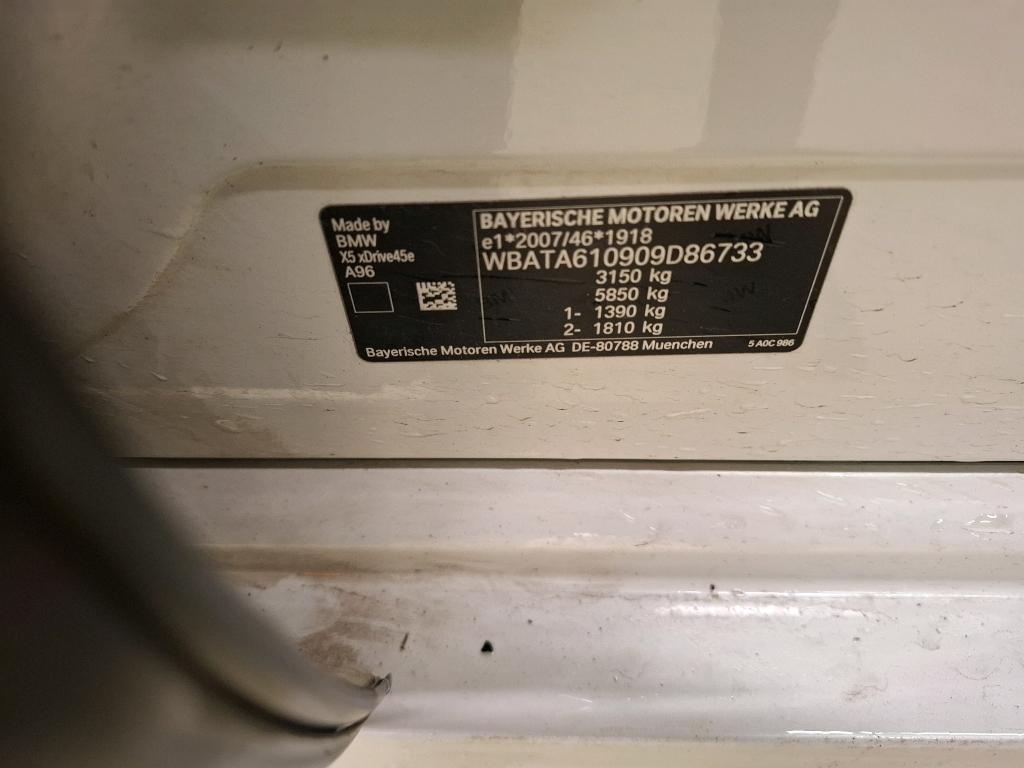 Made by
BMW
X5 xDrive45e
A96
BAYERISCHE MOTOREN WERKE AG
e1*2007/46*1918
WBATA610909D86733
3150 kg
5850 kg
1- 1390 kg
2- 1810 kg
Bayerische Motoren Werke AG DE-80788 Muenchen
5 A0C 986